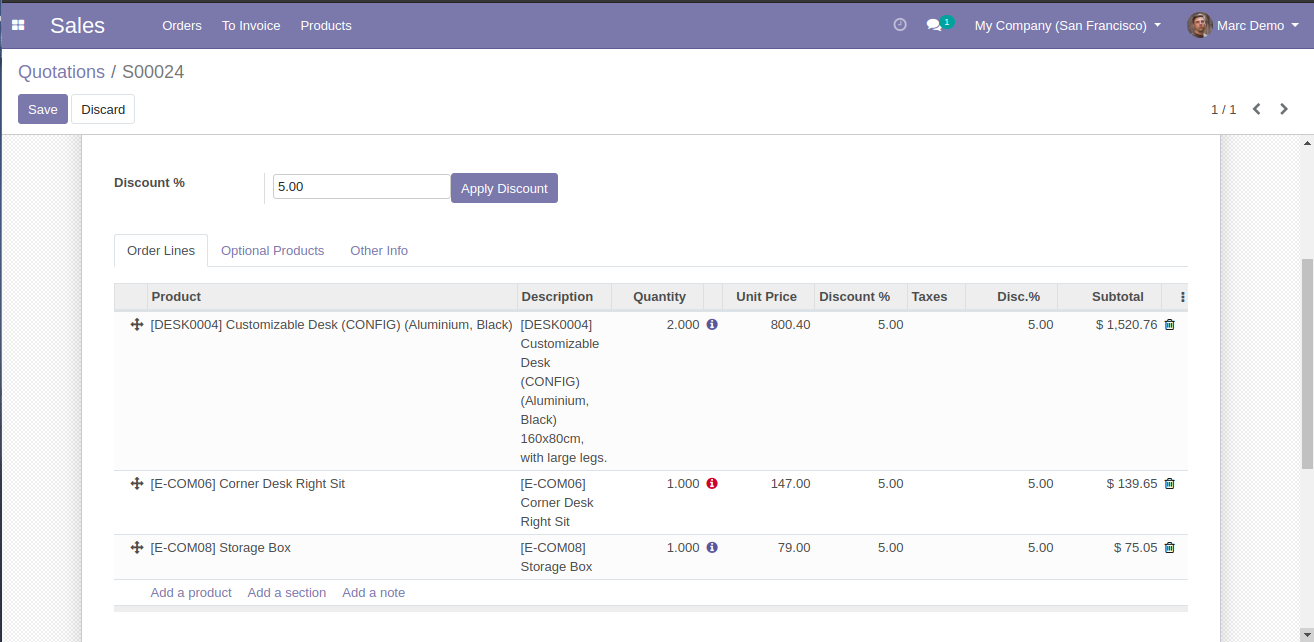 Sales Orders To Invoice Products 1 My Company (San Francisco) Marc Demo
Quotations / S00024
Save Discard 1 / 1
Discount % 5.00 Apply Discount
Order Lines Optional Products Other Info
Product Description Quantity Unit Price Discount % Taxes Disc.% Subtotal
[DESK0004] Customizable Desk (CONFIG) (Aluminium, Black) [DESK0004] 2.000 800.40 5.00 5.00 $ 1,520.76
Customizable
Desk
(CONFIG)
(Aluminium,
Black)
160x80cm,
with large legs.
[E-COM06] Corner Desk Right Sit [E-COM06] 1.000 147.00 5.00 5.00 $ 139.65
Corner Desk
Right Sit
[E-COM08] Storage Box [E-COM08] 1.000 79.00 5.00 5.00 $ 75.05
Storage Box
Add a product Add a section Add a note